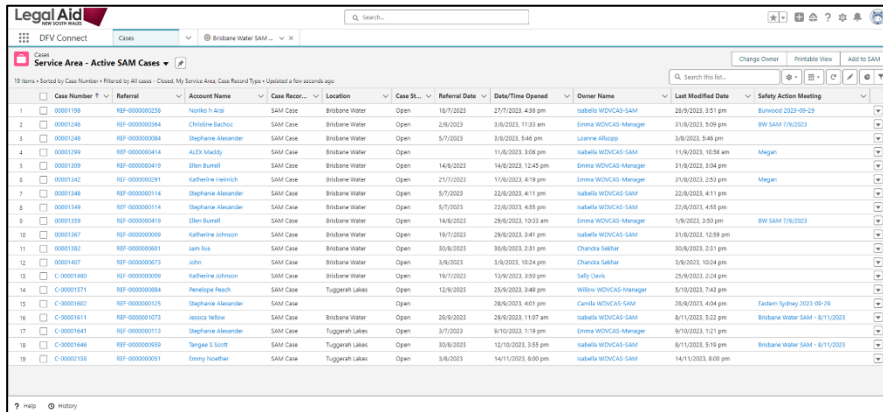 Legal Aid
NEW SOUTH WALES
Search...
DFV Connect Cases Brisbane Water SAM ...
Cases
Service Area - Active SAM Cases
Change Owner Printable View Add to SAM
19 items • Sorted by Case Number • Filtered by All cases - Closed, My Service Area, Case Record Type • Updated a few seconds ago
Search this list...
Case Number ↑ Referral Account Name Case Recor... Location Case St... Referral Date Date/Time Opened Owner Name Last Modified Date Safety Action Meeting
1 00001198 REF-0000000258 Noriko h Arai SAM Case Brisbane Water Open 18/7/2023 27/7/2023, 4:36 pm Isabella WDVCAS-SAM 28/9/2023, 3:51 pm Burwood 2023-09-29
2 00001246 REF-0000000364 Christine Bachoc SAM Case Brisbane Water Open 2/8/2023 3/8/2023, 11:33 am Emma WDVCAS-Manager 31/8/2023, 5:09 pm BW SAM 7/9/2023
3 00001248 REF-0000000084 Stephanie Alexander SAM Case Brisbane Water Open 5/7/2023 3/8/2023, 5:46 pm Loanne Allsopp 3/8/2023, 5:46 pm
4 00001299 REF-0000000414 ALEX Maddy SAM Case Brisbane Water Open 11/8/2023, 3:06 pm Isabella WDVCAS-SAM 11/9/2023, 10:56 am Megan
5 00001309 REF-0000000419 Ellen Burrell SAM Case Brisbane Water Open 14/8/2023 14/8/2023, 12:45 pm Emma WDVCAS-Manager 31/8/2023, 3:04 pm
6 00001342 REF-0000000291 Katherine Heinrich SAM Case Brisbane Water Open 21/7/2023 17/8/2023, 4:19 pm Emma WDVCAS-Manager 31/8/2023, 2:53 pm Megan
7 00001348 REF-0000000114 Stephanie Alexander SAM Case Brisbane Water Open 5/7/2023 22/8/2023, 4:11 pm Isabella WDVCAS-SAM 22/8/2023, 4:11 pm
8 00001349 REF-0000000114 Stephanie Alexander SAM Case Brisbane Water Open 5/7/2023 22/8/2023, 4:55 pm Isabella WDVCAS-SAM 22/8/2023, 4:55 pm
9 00001359 REF-0000000419 Ellen Burrell SAM Case Brisbane Water Open 14/8/2023 29/8/2023, 10:33 am Emma WDVCAS-Manager 1/9/2023, 3:50 pm BW SAM 7/9/2023
10 00001367 REF-0000000009 Katherine Johnson SAM Case Brisbane Water Open 19/7/2023 29/8/2023, 3:41 pm Isabella WDVCAS-SAM 31/8/2023, 12:59 pm
11 00001382 REF-0000000601 sam liva SAM Case Brisbane Water Open 30/8/2023 30/8/2023, 2:31 pm Chandra Sekhar 30/8/2023, 2:31 pm
12 00001407 REF-0000000673 John SAM Case Brisbane Water Open 3/9/2023 3/9/2023, 10:24 pm Chandra Sekhar 3/9/2023, 10:24 pm
13 C-00001480 REF-0000000009 Katherine Johnson SAM Case Brisbane Water Open 19/7/2023 13/9/2023, 3:50 pm Sally Davis 25/9/2023, 2:24 pm
14 C-00001571 REF-0000000884 Penelope Peach SAM Case Tuggerah Lakes Open 12/9/2023 25/9/2023, 3:49 pm Willow WDVCAS-Manager 5/10/2023, 7:43 pm
15 C-00001602 REF-0000000125 Stephanie Alexander SAM Case Open 28/9/2023, 4:01 pm Camila WDVCAS-SAM 28/9/2023, 4:04 pm Eastern Sydney 2023-09-29
16 C-00001611 REF-0000001073 Jessica Yellow SAM Case Brisbane Water Open 29/9/2023 29/9/2023, 11:07 am Isabella WDVCAS-SAM 8/11/2023, 5:22 pm Brisbane Water SAM - 8/11/2023
17 C-00001641 REF-0000000113 Stephanie Alexander SAM Case Tuggerah Lakes Open 3/7/2023 9/10/2023, 1:19 pm Emma WDVCAS-Manager 9/10/2023, 1:21 pm
18 C-00001646 REF-0000000939 Tangee S Scott SAM Case Tuggerah Lakes Open 30/8/2023 12/10/2023, 3:55 pm Isabella WDVCAS-SAM 8/11/2023, 5:19 pm Brisbane Water SAM - 8/11/2023
19 C-00002158 REF-0000000051 Emmy Noether SAM Case Tuggerah Lakes Open 3/8/2023 14/11/2023, 8:00 pm Isabella WDVCAS-SAM 14/11/2023, 8:00 pm
Help History